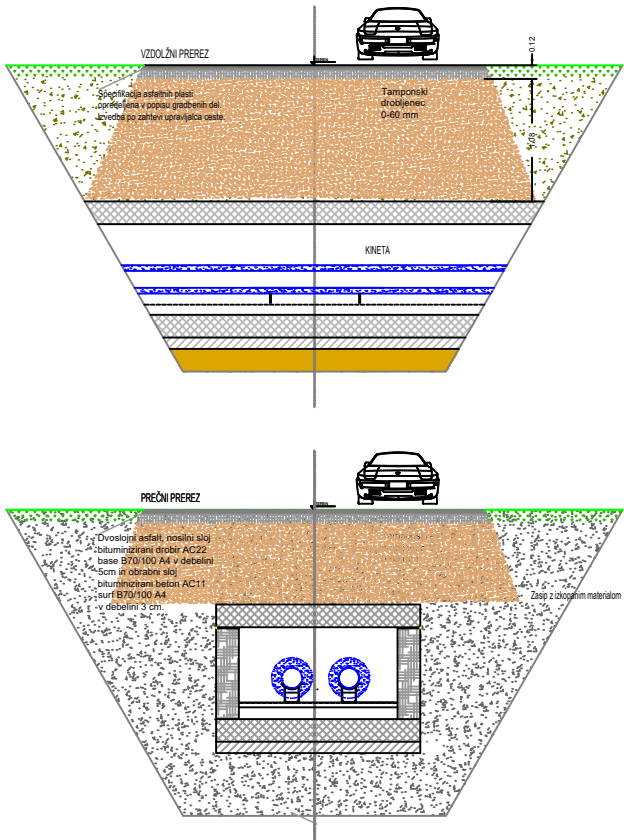 VZDOLŽNI PREREZ
0.12
Specifikacija asfaltnih plasti
opredeljena v popisu gradbenih del.
Izvedba po zahtevi upravljalca ceste.
Tamponski
drobljenec
0-60 mm
1.08
KINETA
PREČNI PREREZ
Dvoslojni asfalt, nosilni sloj
bituminizirani drobir AC22
base B70/100 A4 v debelini
5cm in obrabni sloj
bituminizirani beton AC11
surf B70/100 A4
v debelini 3 cm.
Zasip z izkopanim materialom